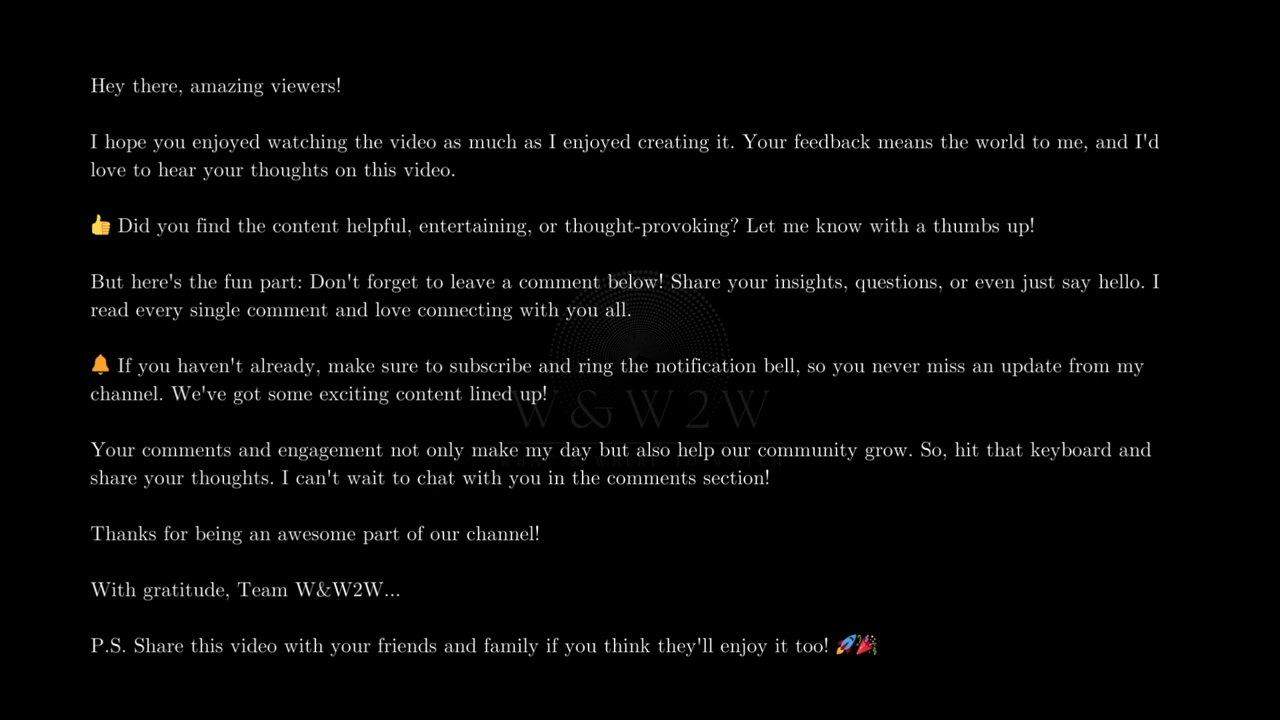 Hey there, amazing viewers!
I hope you enjoyed watching the video as much as I enjoyed creating it. Your feedback means the world to me, and I'd
love to hear your thoughts on this video.
👍 Did you find the content helpful, entertaining, or thought-provoking? Let me know with a thumbs up!
But here's the fun part: Don't forget to leave a comment below! Share your insights, questions, or even just say hello. I
read every single comment and love connecting with you all.
🔔 If you haven't already, make sure to subscribe and ring the notification bell, so you never miss an update from my
channel. We've got some exciting content lined up!
W&W2W
Your comments and engagement not only make my day but also help our community grow. So, hit that keyboard and
share your thoughts. I can't wait to chat with you in the comments section!
Thanks for being an awesome part of our channel!
With gratitude, Team W&W2W...
P.S. Share this video with your friends and family if you think they'll enjoy it too! 🚀🎉